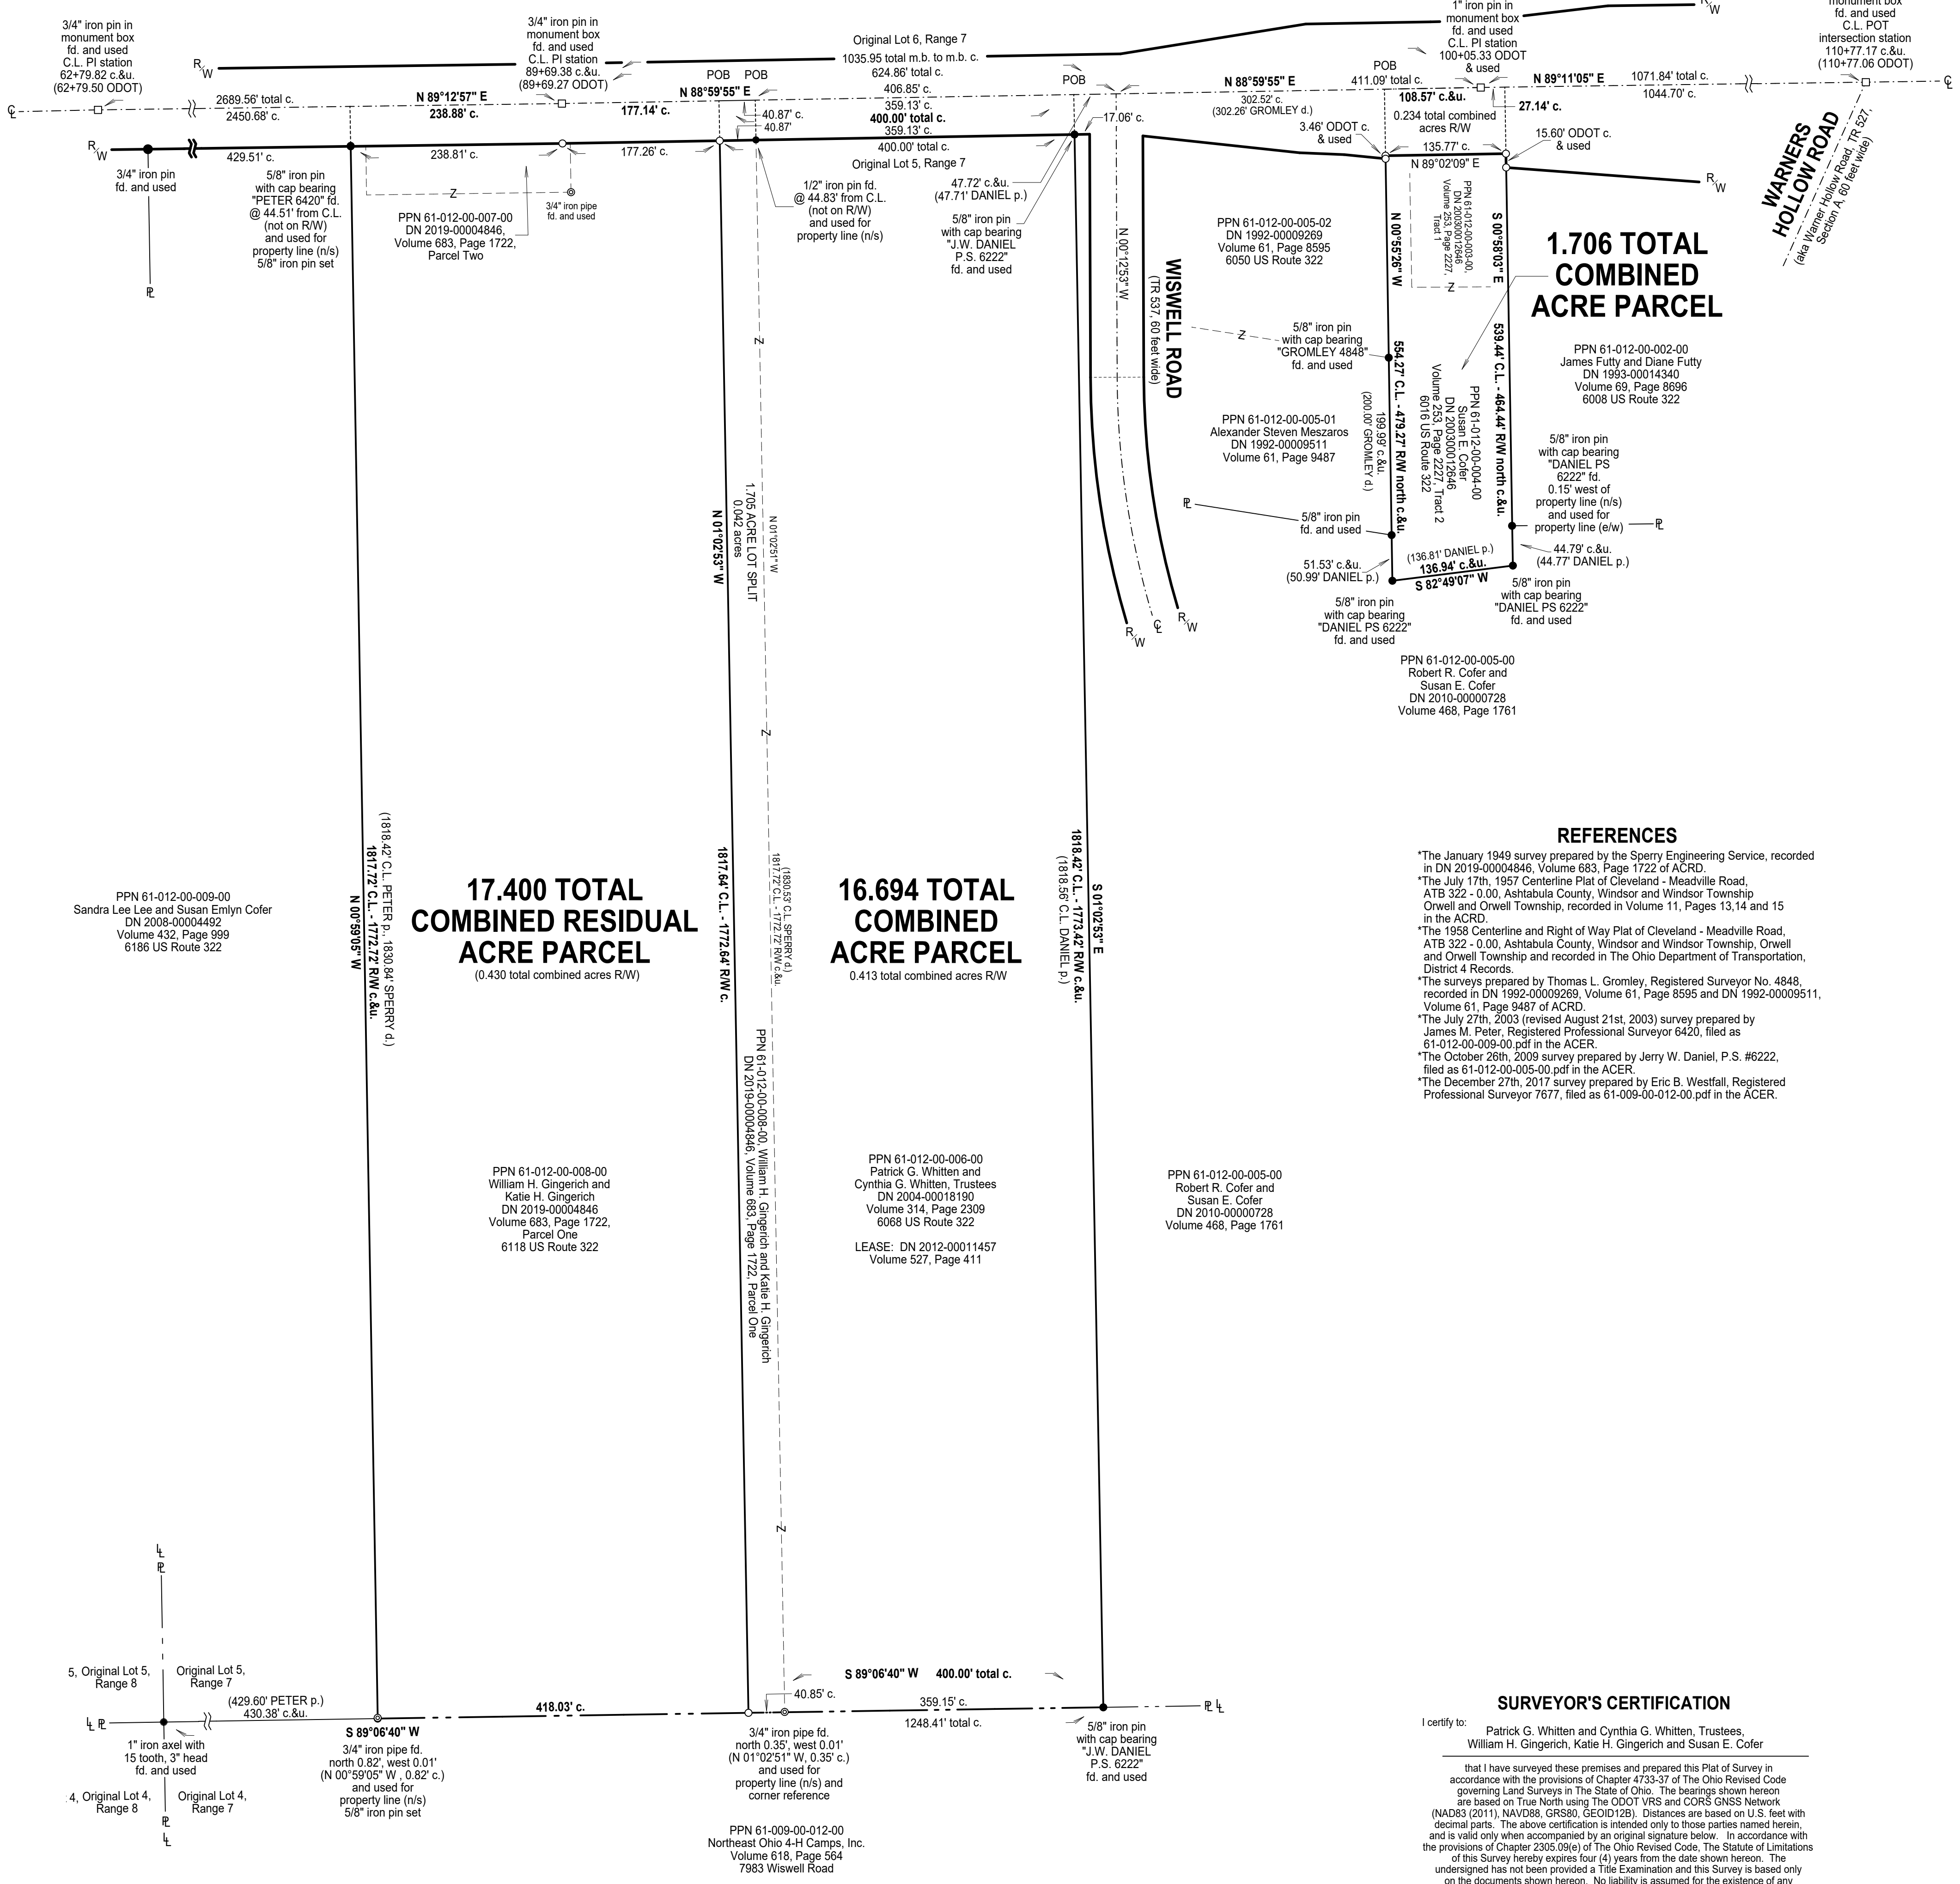 3/4" iron pin in
monument box
fd. and used
C.L. PI station
62+79.82 c.&u.
(62+79.50 ODOT)
3/4" iron pin in
monument box
fd. and used
C.L. PI station
89+69.38 c.&u.
(89+69.27 ODOT)
1" iron pin in
monument box
fd. and used
C.L. PI station
100+05.33 ODOT
& used
monument box
fd. and used
C.L. POT
intersection station
110+77.17 c.&u.
(110+77.06 ODOT)
R/W
R/W
Original Lot 6, Range 7
1035.95 total m.b. to m.b. c.
624.86' total c.
POB
POB
POB
POB
2689.56' total c.
2450.68' c.
N 89°12'57" E
238.88' c.
177.14' c.
N 88°59'55" E
40.87' c.
40.87'
406.85' c.
359.13' c.
400.00' total c.
359.13' c.
400.00' c.
Original Lot 5, Range 7
17.06' c.
N 88°59'55" E
302.52' c.
(302.26' GROMLEY d.)
411.09' total c.
108.57' c.&u.
0.234 total combined
acres R/W
N 89°11'05" E
27.14' c.
1071.84' total c.
1044.70' c.
3.46' ODOT c.
& used
135.77' c.
N 89°02'09" E
15.60' ODOT c.
& used
R/W
R/W
429.51' c.
238.81' c.
177.26' c.
3/4" iron pin
fd. and used
5/8" iron pin
with cap bearing
"PETER 6420" fd.
@ 44.51' from C.L.
(not on R/W)
and used for
property line (n/s)
5/8" iron pin set
Z
3/4" iron pipe
fd. and used
PPN 61-012-00-007-00
DN 2019-00004846,
Volume 683, Page 1722,
Parcel Two
1/2" iron pin fd.
@ 44.83' from C.L.
(not on R/W)
and used for
property line (n/s)
47.72' c.&u.
(47.71' DANIEL p.)
5/8" iron pin
with cap bearing
"J.W. DANIEL
P.S. 6222"
fd. and used
N 00°12'53" W
WISWELL ROAD
(TR 537, 60 feet wide)
PPN 61-012-00-005-02
DN 1992-00009269
Volume 61, Page 8595
6050 US Route 322
N 00°55'26" W
PPN 61-012-00-003-00,
DN 200300012646
Volume 253, Page 2227,
Tract 1
Z
S 00°58'03" E
WARNERS
HOLLOW ROAD
(aka Warner Hollow Road, TR 527,
Section A, 60 feet wide)
1.706 TOTAL
COMBINED
ACRE PARCEL
PPN 61-012-00-002-00
James Futty and Diane Futty
DN 1993-00014340
Volume 69, Page 8696
6008 US Route 322
Z
5/8" iron pin
with cap bearing
"GROMLEY 4848"
fd. and used
554.27' C.L. - 479.27' R/W north c.&u.
199.99' c.&u.
(200.00' GROMLEY d.)
PPN 61-012-00-004-00
Susan E. Cofer
DN 200300012646
Volume 253, Page 2227, Tract 2
6016 US Route 322
539.44' C.L. - 464.44' R/W north c.&u.
PPN 61-012-00-005-01
Alexander Steven Meszaros
DN 1992-00009511
Volume 61, Page 9487
5/8" iron pin
with cap bearing
"DANIEL PS
6222" fd.
0.15' west of
property line (n/s)
and used for
property line (e/w)
PL
5/8" iron pin
fd. and used
PL
51.53' c.&u.
(50.99' DANIEL p.)
(136.81' DANIEL p.)
136.94' c.&u.
S 82°49'07" W
44.79' c.&u.
(44.77' DANIEL p.)
5/8" iron pin
with cap bearing
"DANIEL PS 6222"
fd. and used
5/8" iron pin
with cap bearing
"DANIEL PS 6222"
fd. and used
R/W
CL
R/W
PPN 61-012-00-005-00
Robert R. Cofer and
Susan E. Cofer
DN 2010-00000728
Volume 468, Page 1761
Z
N 01°02'53" W
1.705 ACRE LOT SPLIT
0.042 acres
N 01°02'51" W
Z
PPN 61-012-00-009-00
Sandra Lee Lee and Susan Emlyn Cofer
DN 2008-00004492
Volume 432, Page 999
6186 US Route 322
N 00°59'05" W
1817.72' C.L. - 1772.72' R/W c.&u.
(1818.42' C.L. PETER p., 1830.84' SPERRY d.)
17.400 TOTAL
COMBINED RESIDUAL
ACRE PARCEL
(0.430 total combined acres R/W)
1817.64' C.L. - 1772.64' R/W c.
1817.72' C.L. - 1772.72' R/W c.&u.
(1830.53' C.L. SPERRY d.)
16.694 TOTAL
COMBINED
ACRE PARCEL
0.413 total combined acres R/W
(1818.56' C.L. DANIEL p.)
1818.42' C.L. - 1773.42' R/W c.&u.
S 01°02'53" E
REFERENCES
*The January 1949 survey prepared by the Sperry Engineering Service, recorded
in DN 2019-00004846, Volume 683, Page 1722 of ACRD.
*The July 17th, 1957 Centerline Plat of Cleveland - Meadville Road,
ATB 322 - 0.00, Ashtabula County, Windsor and Windsor Township
Orwell and Orwell Township, recorded in Volume 11, Pages 13,14 and 15
in the ACRD.
*The 1958 Centerline and Right of Way Plat of Cleveland - Meadville Road,
ATB 322 - 0.00, Ashtabula County, Windsor and Windsor Township, Orwell
and Orwell Township and recorded in The Ohio Department of Transportation,
District 4 Records.
*The surveys prepared by Thomas L. Gromley, Registered Surveyor No. 4848,
recorded in DN 1992-00009269, Volume 61, Page 8595 and DN 1992-00009511,
Volume 61, Page 9487 of ACRD.
*The July 27th, 2003 (revised August 21st, 2003) survey prepared by
James M. Peter, Registered Professional Surveyor 6420, filed as
61-012-00-009-00.pdf in the ACER.
*The October 26th, 2009 survey prepared by Jerry W. Daniel, P.S. #6222,
filed as 61-012-00-005-00.pdf in the ACER.
*The December 27th, 2017 survey prepared by Eric B. Westfall, Registered
Professional Surveyor 7677, filed as 61-009-00-012-00.pdf in the ACER.
PPN 61-012-00-008-00, William H. Gingerich and Katie H. Gingerich
DN 2019-00004846, Volume 683, Page 1722, Parcel One
PPN 61-012-00-008-00
William H. Gingerich and
Katie H. Gingerich
DN 2019-00004846
Volume 683, Page 1722,
Parcel One
6118 US Route 322
PPN 61-012-00-006-00
Patrick G. Whitten and
Cynthia G. Whitten, Trustees
DN 2004-00018190
Volume 314, Page 2309
6068 US Route 322
LEASE: DN 2012-00011457
Volume 527, Page 411
PPN 61-012-00-005-00
Robert R. Cofer and
Susan E. Cofer
DN 2010-00000728
Volume 468, Page 1761
Z
LL
PL
5, Original Lot 5,
Range 8
Original Lot 5,
Range 7
(429.60' PETER p.)
430.38' c.&u.
LL PL
1" iron axel with
15 tooth, 3" head
fd. and used
4, Original Lot 4,
Range 8
Original Lot 4,
Range 7
PL
LL
S 89°06'40" W
3/4" iron pipe fd.
north 0.82', west 0.01'
(N 00°59'05" W , 0.82' c.)
and used for
property line (n/s)
5/8" iron pin set
418.03' c.
S 89°06'40" W 400.00' total c.
40.85' c.
359.15' c.
1248.41' total c.
PL LL
3/4" iron pipe fd.
north 0.35', west 0.01'
(N 01°02'51" W, 0.35' c.)
and used for
property line (n/s) and
corner reference
5/8" iron pin
with cap bearing
"J.W. DANIEL
P.S. 6222"
fd. and used
PPN 61-009-00-012-00
Northeast Ohio 4-H Camps, Inc.
Volume 618, Page 564
7983 Wiswell Road
SURVEYOR'S CERTIFICATION
I certify to:
Patrick G. Whitten and Cynthia G. Whitten, Trustees,
William H. Gingerich, Katie H. Gingerich and Susan E. Cofer
that I have surveyed these premises and prepared this Plat of Survey in
accordance with the provisions of Chapter 4733-37 of The Ohio Revised Code
governing Land Surveys in The State of Ohio. The bearings shown hereon
are based on True North using The ODOT VRS and CORS GNSS Network
(NAD83 (2011), NAVD88, GRS80, GEOID12B). Distances are based on U.S. feet with
decimal parts. The above certification is intended only to those parties named herein,
and is valid only when accompanied by an original signature below. In accordance with
the provisions of Chapter 2305.09(e) of The Ohio Revised Code, The Statute of Limitations
of this Survey hereby expires four (4) years from the date shown hereon. The
undersigned has not been provided a Title Examination and this Survey is based only
on the documents shown hereon. No liability is assumed for the existence of any